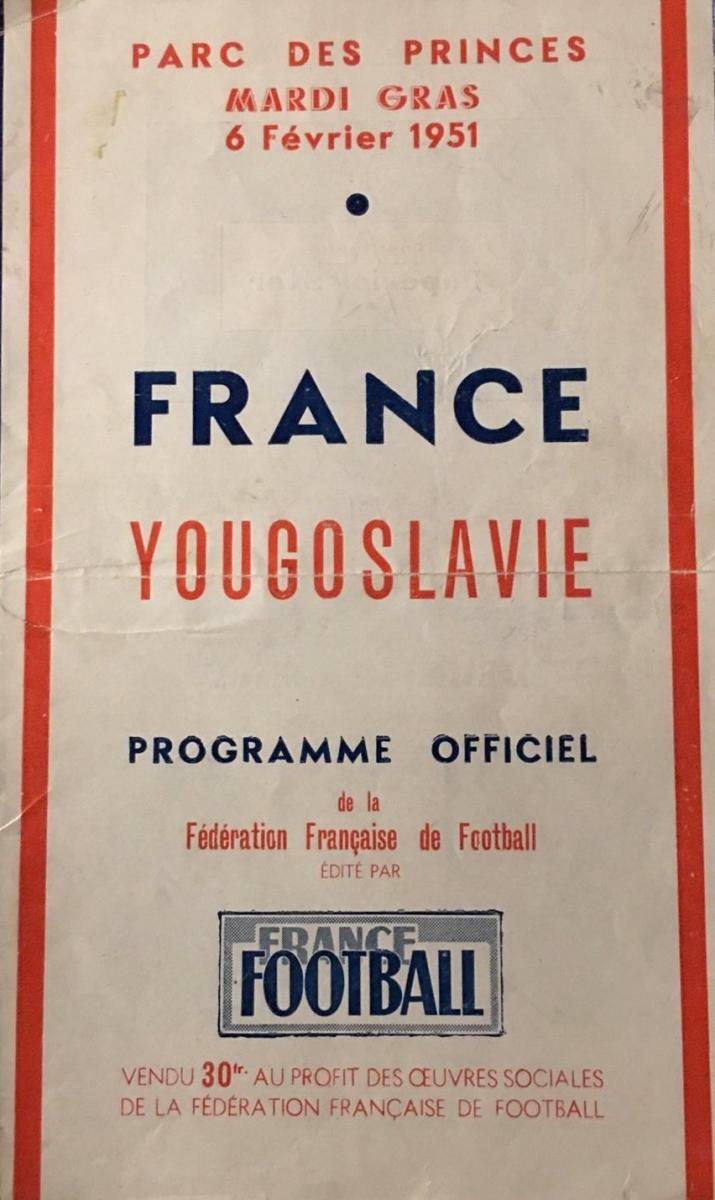 PARC DES PRINCES
MARDI GRAS
6 Février 1951
FRANCE
YOUGOSLAVIE
PROGRAMME OFFICIEL
de la
Fédération Française de Football
ÉDITÉ PAR
FRANCE
FOOTBALL
VENDU 30fr. AU PROFIT DES ŒUVRES SOCIALES
DE LA FÉDÉRATION FRANÇAISE DE FOOTBALL